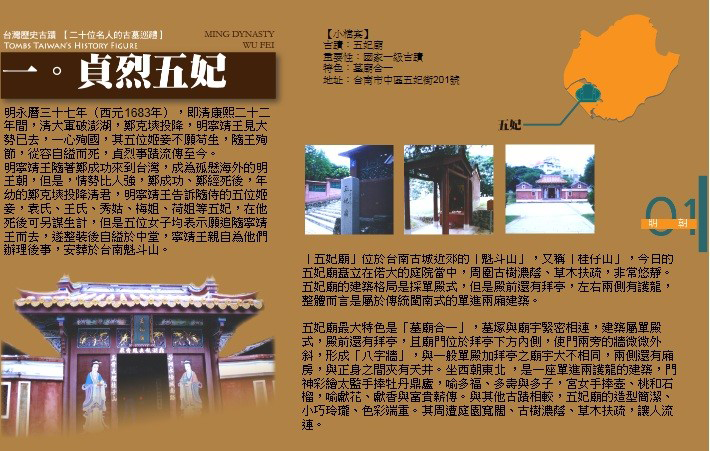 台灣歷史古蹟 【二十位名人的古墓巡禮】
TOMBS TAIWAN'S HISTORY FIGURE
MING DYNASTY
WU FEI
一。貞烈五妃
明永曆三十七年（西元1683年），即清康熙二十二
年間，清大軍破澎湖，鄭克塽投降，明寧靖王見大
勢已去，一心殉國，其五位姬妾不願苟生，隨王殉
節，從容自縊而死，貞烈事蹟流傳至今。
明寧靖王隨著鄭成功來到台灣，成為孤懸海外的明
王朝，但是，情勢比人強，鄭成功、鄭經死後，年
幼的鄭克塽投降清君，明寧靖王告訴隨侍的五位姬
妾，袁氏、王氏、秀姑、梅姐、荷姐等五妃，在他
死後可另謀生計，但是五位女子均表示願追隨寧靖
王而去，遂整裝後自縊於中堂，寧靖王親自為他們
辦理後事，安葬於台南魁斗山。
【小檔案】
古蹟：五妃廟
重要性：國家一級古蹟
特色：墓廟合一
地址：台南市中區五妃街201號
五妃
01
明 朝
「五妃廟」位於台南古城近郊的「魁斗山」，又稱「桂仔山」，今日的
五妃廟矗立在偌大的庭院當中，周圍古樹濃蔭、草木扶疏，非常悠靜。
五妃廟的建築格局是採單殿式，但是殿前還有拜亭，左右兩側有護龍，
整體而言是屬於傳統閩南式的單進兩廂建築。
五妃廟最大特色是「墓廟合一」，墓塚與廟宇緊密相連，建築屬單殿
式，殿前還有拜亭，且廟門位於拜亭下方內側，使門兩旁的牆微微外
斜，形成「八字牆」，與一般單殿加拜亭之廟宇大不相同，兩側還有廂
房，與正身之間夾有天井。坐西朝東北，是一座單進兩護龍的建築，門
神彩繪太監手捧牡丹鼎盧，喻多福、多壽與多子，宮女手捧壺、桃和石
榴，喻獻花、獻香與富貴薪傳。與其他古蹟相較，五妃廟的造型簡潔、
小巧玲瓏、色彩端重。其周遭庭園寬闊、古樹濃蔭、草木扶疏，讓人流
連。